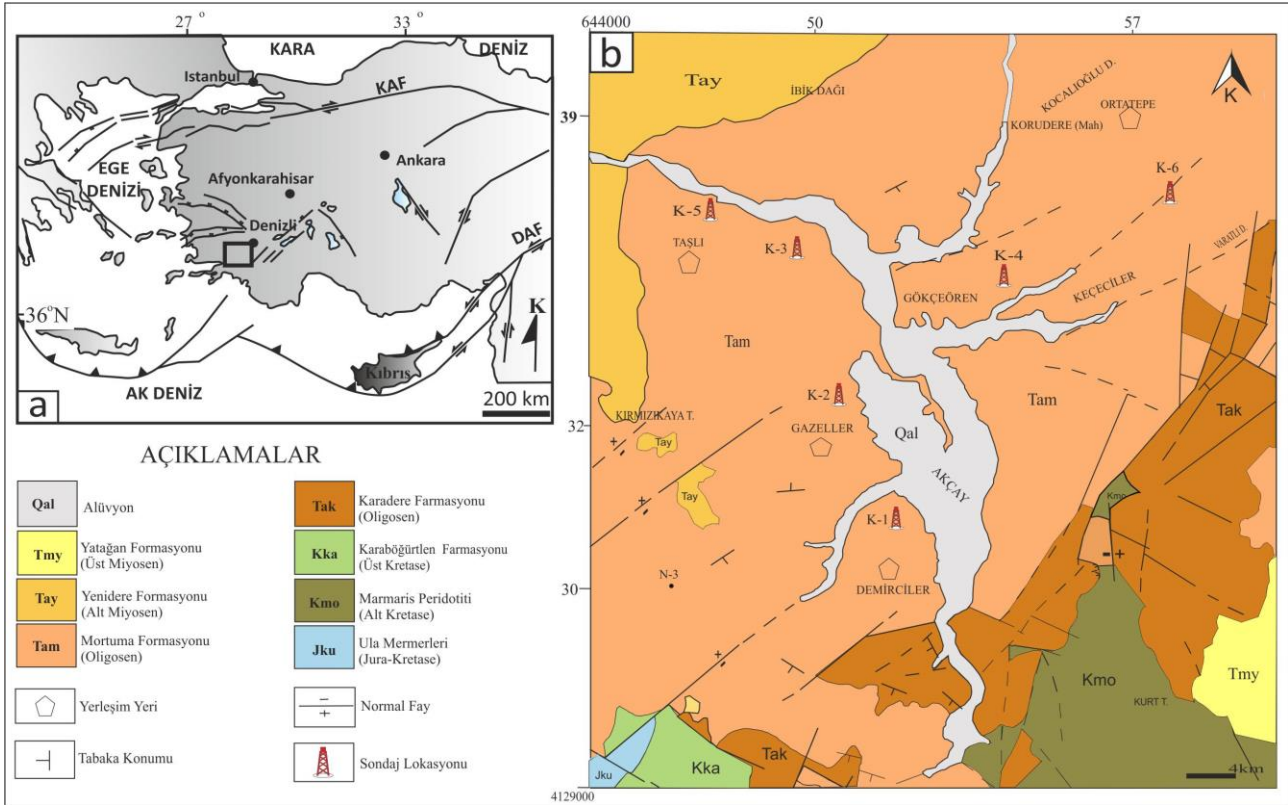 27 °
33 °
KARA
DENİZ
Istanbul
KAF
EGE
DENİZİ
Ankara
Afyonkarahisar
Denizli
DAF
36°N
K
Kıbrıs
AK DENİZ
200 km
a
AÇIKLAMALAR
Qal
Alüvyon
Tmy
Yatağan Formasyonu
(Üst Miyosen)
Tay
Yenidere Formasyonu
(Alt Miyosen)
Tam
Mortuma Formasyonu
(Oligosen)
Yerleşim Yeri
Tabaka Konumu
Tak
Karadere Farmasyonu
(Oligosen)
Kka
Karaböğürtlen Farmasyonu
(Üst Kretase)
Kmo
Marmaris Peridotiti
(Alt Kretase)
Jku
Ula Mermerleri
(Jura-Kretase)
Normal Fay
Sondaj Lokasyonu
644000
50
57
b
Tay
İBİK DAĞI
KOCALIOĞLU D.
ORTATEPE
K
39
KORUDERE (Mah)
K-6
K-5
TAŞLI
K-3
K-4
VARATLI D.
GÖKÇEÖREN
KEÇECİLER
Tam
K-2
KIRMIZIKAYA T.
Tay
GAZELLER
Tam
Tak
32
Qal
Tay
AKÇAY
Kmo
K-1
N-3
DEMİRCİLER
30
Kmo
Tmy
KURT T.
Jku
Kka
Tak
4km
4129000